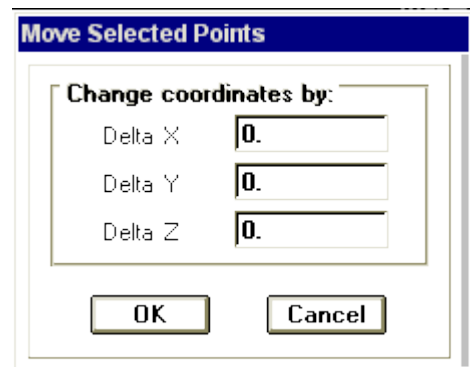 Move Selected Points
Change coordinates by:
Delta X 0.
Delta Y 0.
Delta Z 0.
OK Cancel